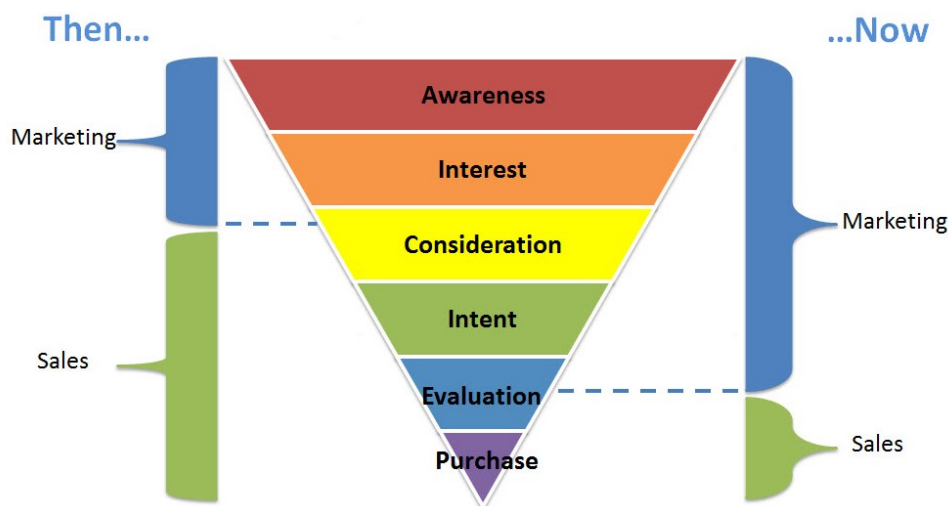 Then...
...Now
Awareness
Marketing
Interest
Marketing
Consideration
Intent
Sales
Evaluation
Sales
Purchase